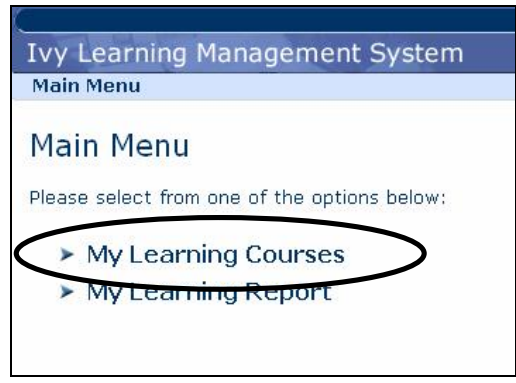 Ivy Learning Management System
Main Menu
Main Menu
Please select from one of the options below:
➤ My Learning Courses
➤ My Learning Report